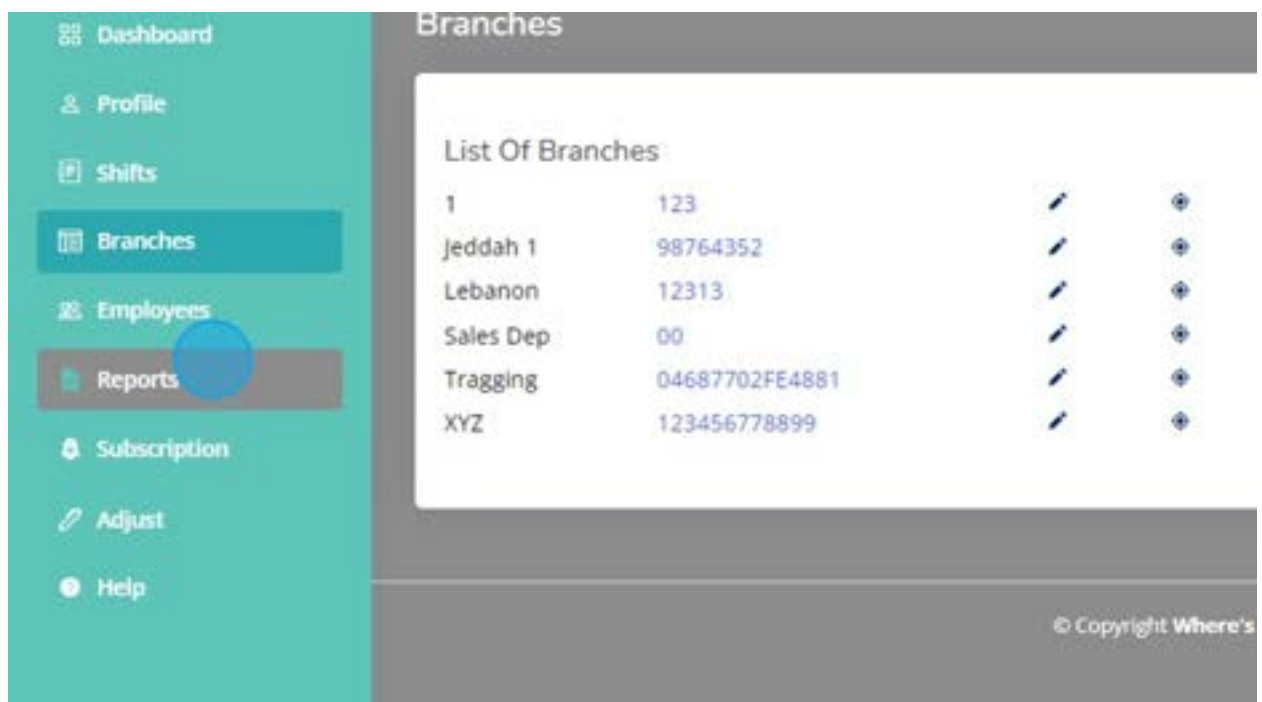 Dashboard
Profile
Shifts
Branches
Employees
Reports
Subscription
Adjust
Help
Branches
List Of Branches
1 123
Jeddah 1 98764352
Lebanon 12313
Sales Dep 00
Tragging 04687702FE4881
XYZ 123456778899
© Copyright Where's